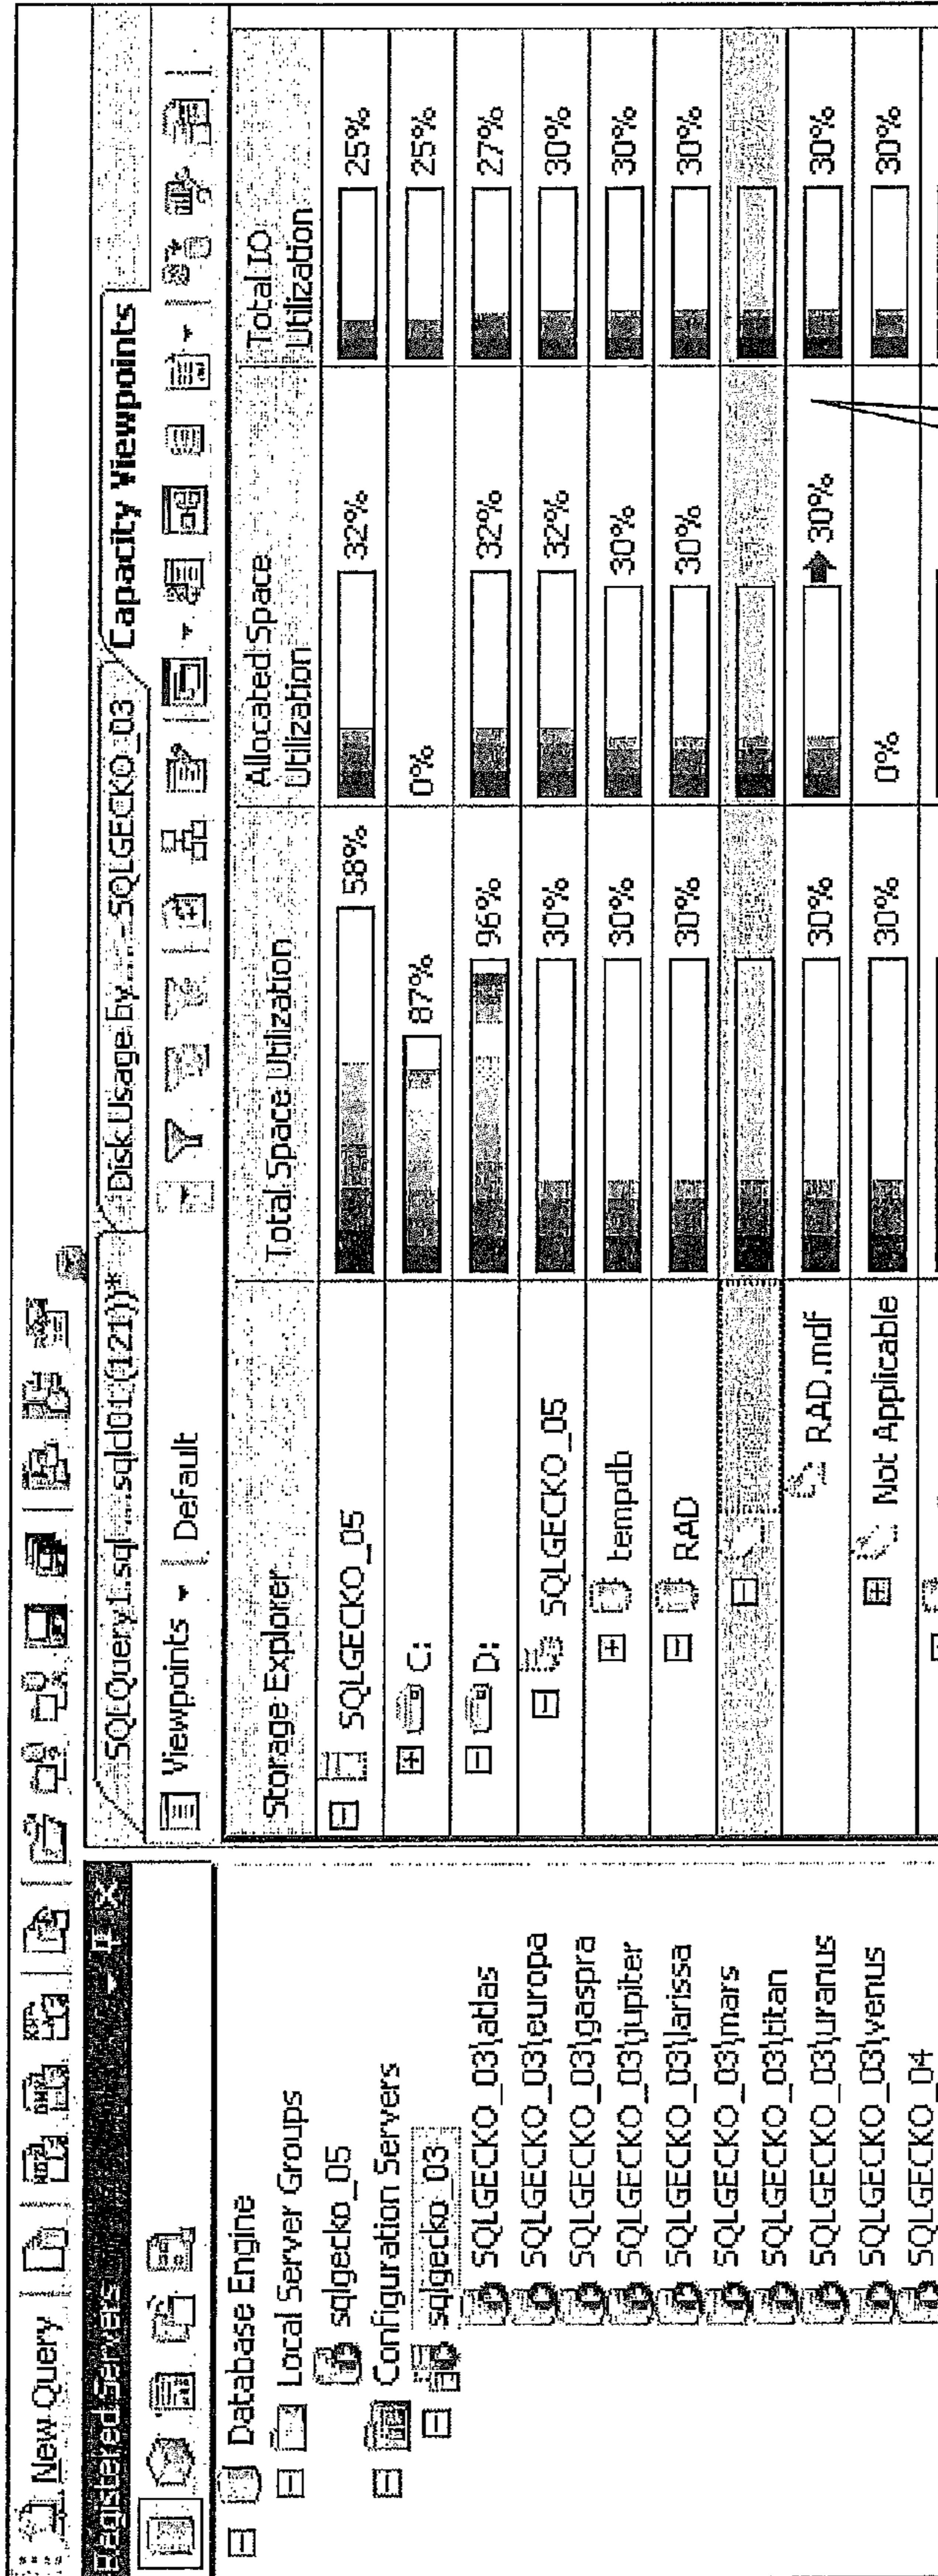 New Query
Registered Servers
Database Engine
Local Server Groups
sqlgecko_05
Configuration Servers
sqlgecko_03
SQLGECKO_03\atlas
SQLGECKO_03\europa
SQLGECKO_03\gaspra
SQLGECKO_03\jupiter
SQLGECKO_03\larissa
SQLGECKO_03\mars
SQLGECKO_03\titan
SQLGECKO_03\uranus
SQLGECKO_03\venus
SQLGECKO_04
SQLQuery1.sql -...sqld01 (121))* Disk Usage By ... - SQLGECKO_03 Capacity Viewpoints
Viewpoints Default
Storage Explorer Total Space Utilization Allocated Space Utilization Total IO Utilization
SQLGECKO_05 58% 32% 25%
C: 87% 0% 25%
D: 96% 32% 27%
SQLGECKO_05 30% 32% 30%
tempdb 30% 30% 30%
RAD 30% 30% 30%
RAD.mdf 30% 30% 30%
Not Applicable 30% 0% 30%